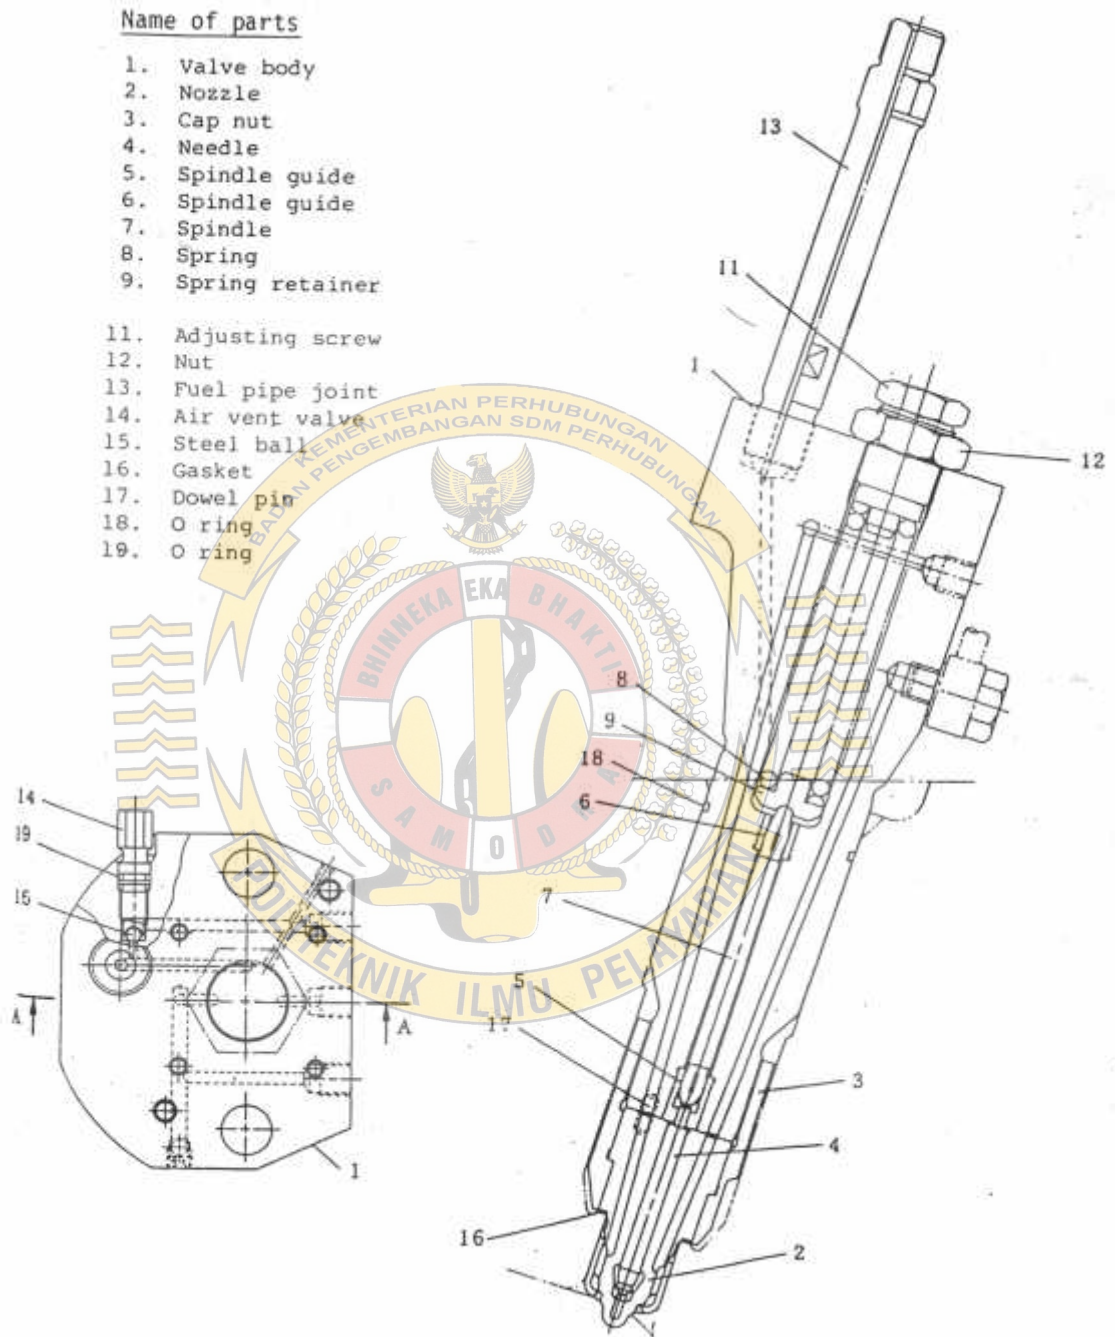 Name of parts
1. Valve body
2. Nozzle
3. Cap nut
4. Needle
5. Spindle guide
6. Spindle guide
7. Spindle
8. Spring
9. Spring retainer
11. Adjusting screw
12. Nut
13. Fuel pipe joint
14. Air vent valve
15. Steel ball
16. Gasket
17. Dowel pin
18. O ring
19. O ring
13
11
1
12
KEMENTERIAN PERHUBUNGAN
BADAN PENGEMBANGAN SDM PERHUBUNGAN
BHINNEKA EKA BHAKTI
SAMODRA
POLITEKNIK ILMU PELAYARAN
8
9
18
6
7
5
17
3
4
16
2
14
19
15
A
A
1